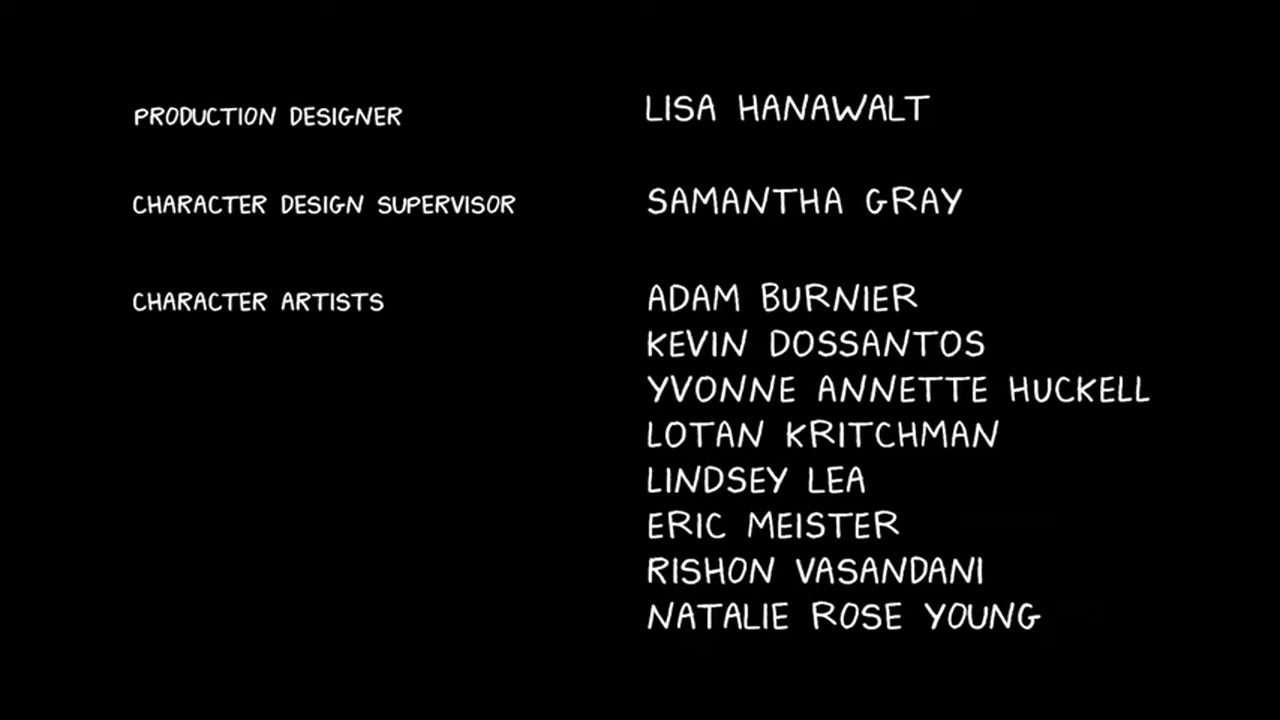 PRODUCTION DESIGNER LISA HANAWALT
CHARACTER DESIGN SUPERVISOR SAMANTHA GRAY
CHARACTER ARTISTS ADAM BURNIER
KEVIN DOSSANTOS
YVONNE ANNETTE HUCKELL
LOTAN KRITCHMAN
LINDSEY LEA
ERIC MEISTER
RISHON VASANDANI
NATALIE ROSE YOUNG